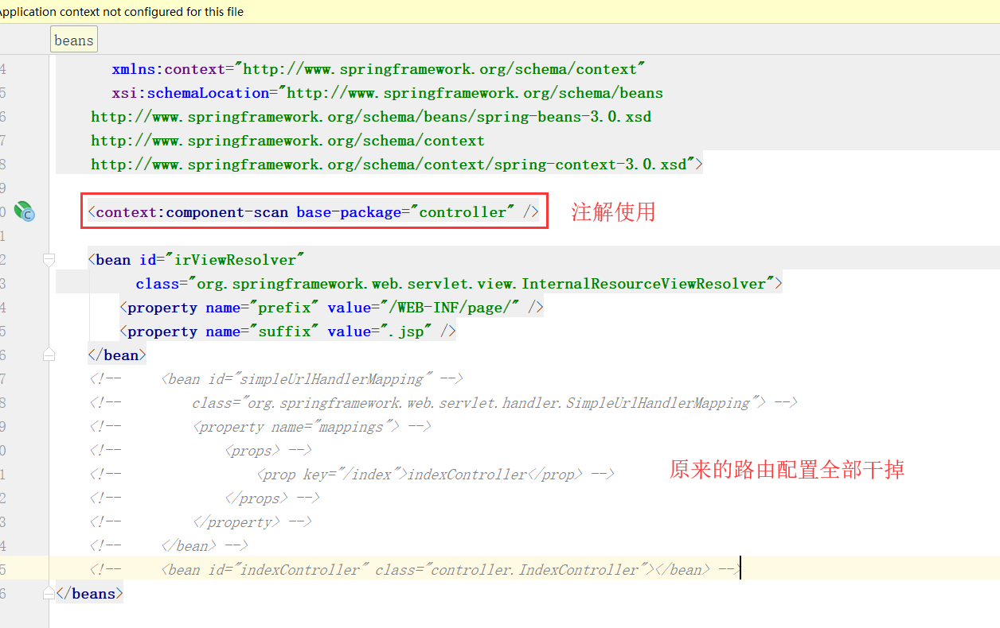 Application context not configured for this file
beans
4 xmlns:context="http://www.springframework.org/schema/context"
5 xsi:schemaLocation="http://www.springframework.org/schema/beans
6 http://www.springframework.org/schema/beans/spring-beans-3.0.xsd
7 http://www.springframework.org/schema/context
8 http://www.springframework.org/schema/context/spring-context-3.0.xsd">
9
0 <context:component-scan base-package="controller" /> 注解使用
1
2 <bean id="irViewResolver"
3 class="org.springframework.web.servlet.view.InternalResourceViewResolver">
4 <property name="prefix" value="/WEB-INF/page/" />
5 <property name="suffix" value=".jsp" />
6 </bean>
7 <!-- <bean id="simpleUrlHandlerMapping" -->
8 <!-- class="org.springframework.web.servlet.handler.SimpleUrlHandlerMapping"> -->
9 <!-- <property name="mappings"> -->
0 <!-- <props> -->
1 <!-- <prop key="/index">indexController</prop> --> 原来的路由配置全部干掉
2 <!-- </props> -->
3 <!-- </property> -->
4 <!-- </bean> -->
5 <!-- <bean id="indexController" class="controller.IndexController"></bean> -->
6 </beans>